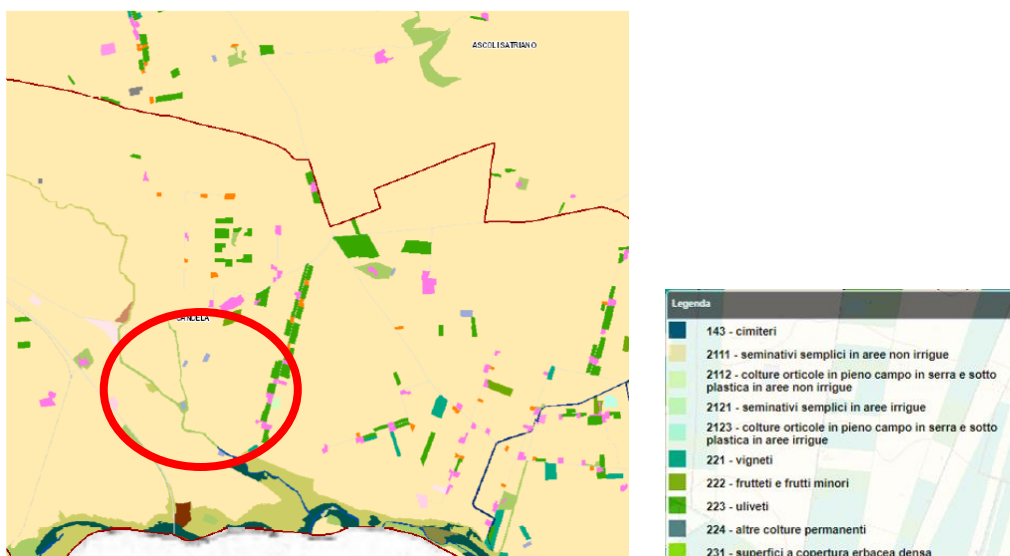 ASCOLI SATRIANO
CANDELA
Legenda
143 - cimiteri
2111 - seminativi semplici in aree non irrigue
2112 - colture orticole in pieno campo in serra e sotto
plastica in aree non irrigue
2121 - seminativi semplici in aree irrigue
2123 - colture orticole in pieno campo in serra e sotto
plastica in aree irrigue
221 - vigneti
222 - frutteti e frutti minori
223 - uliveti
224 - altre colture permanenti
231 - superfici a copertura erbacea densa